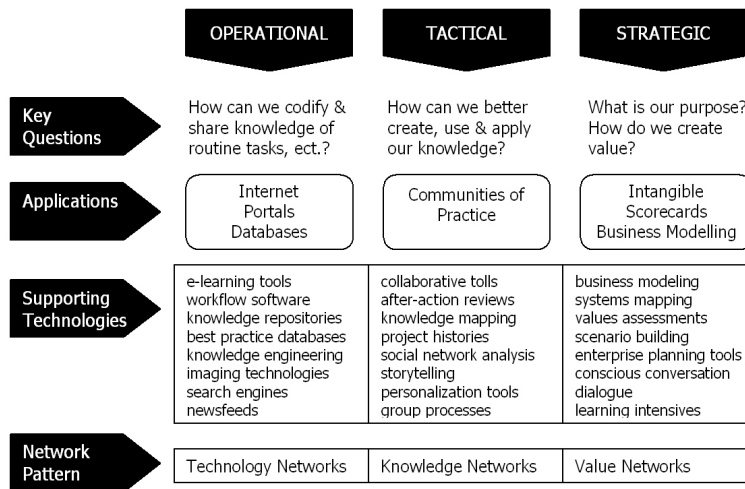 OPERATIONAL
TACTICAL
STRATEGIC
Key
Questions
How can we codify &
share knowledge of
routine tasks, ect.?
How can we better
create, use & apply
our knowledge?
What is our purpose?
How do we create
value?
Applications
Internet
Portals
Databases
Communities of
Practice
Intangible
Scorecards
Business Modelling
Supporting
Technologies
e-learning tools
workflow software
knowledge repositories
best practice databases
knowledge engineering
imaging technologies
search engines
newsfeeds
collaborative tolls
after-action reviews
knowledge mapping
project histories
social network analysis
storytelling
personalization tools
group processes
business modeling
systems mapping
values assessments
scenario building
enterprise planning tools
conscious conversation
dialogue
learning intensives
Network
Pattern
Technology Networks
Knowledge Networks
Value Networks